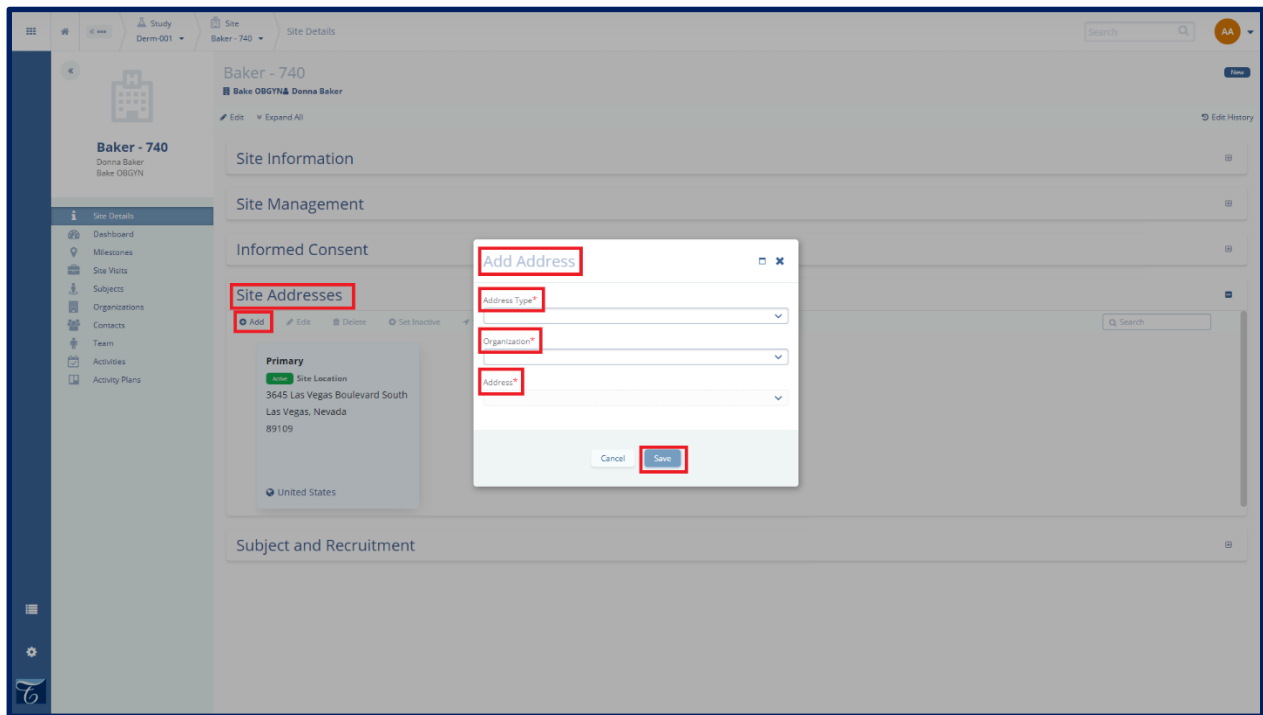 Study
Derm-001
Site
Baker - 740
Site Details
Search
AA
Baker - 740
Bake OBGYN Donna Baker
New
Edit Expand All
Edit History
Baker - 740
Donna Baker
Bake OBGYN
Site Details
Dashboard
Milestones
Site Visits
Subjects
Organizations
Contacts
Team
Activities
Activity Plans
Site Information
Site Management
Informed Consent
Site Addresses
Add Edit Delete Set Inactive
Search
Primary
Active Site Location
3645 Las Vegas Boulevard South
Las Vegas, Nevada
89109
United States
Subject and Recruitment
Add Address
Address Type*
Organization*
Address*
Cancel Save